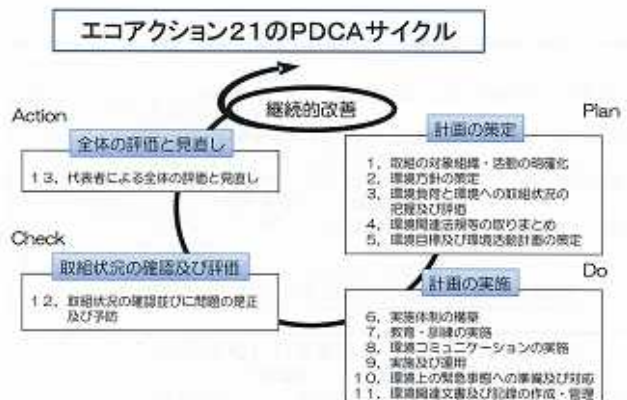 エコアクション21のPDCAサイクル
継続的改善
Plan
計画の策定
1, 取組の対象組織・活動の明確化
2, 環境方針の策定
3, 環境負荷と環境への取組状況の
把握及び評価
4, 環境関連法規等の取りまとめ
5, 環境目標及び環境活動計画の策定
Do
計画の実施
6, 実施体制の構築
7, 教育・訓練の実施
8, 環境コミュニケーションの実施
9, 実施及び運用
10, 環境上の緊急事態への準備及び対応
11, 環境関連文書及び記録の作成・管理
Check
取組状況の確認及び評価
12, 取組状況の確認並びに問題の是正
及び予防
Action
全体の評価と見直し
13, 代表者による全体の評価と見直し